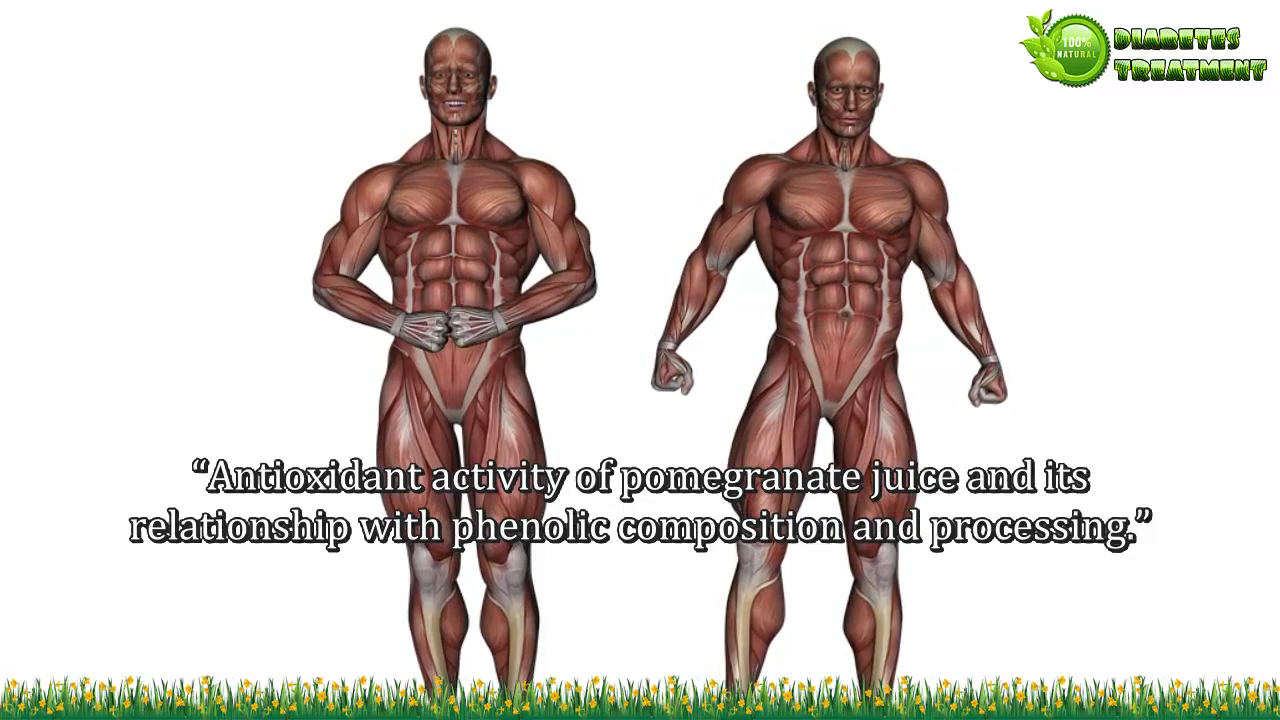 100%
NATURAL
DIABETES
TREATMENT
“Antioxidant activity of pomegranate juice and its
relationship with phenolic composition and processing.”